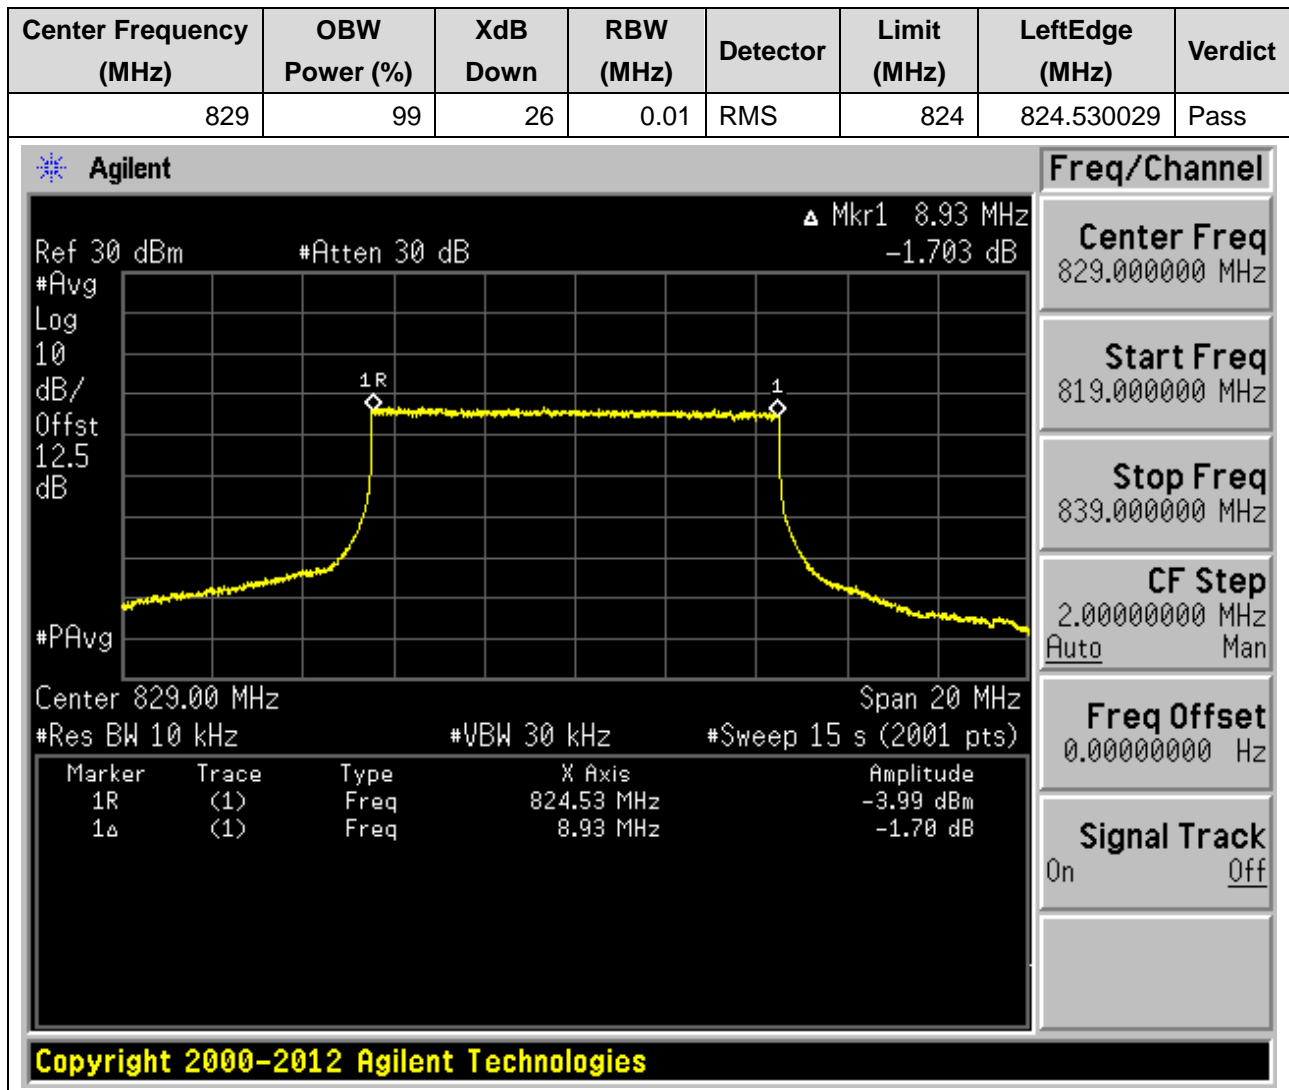 Center Frequency (MHz) OBW Power (%) XdB Down RBW (MHz) Detector Limit (MHz) LeftEdge (MHz) Verdict
829 99 26 0.01 RMS 824 824.530029 Pass
Agilent
Freq/Channel
Δ Mkr1 8.93 MHz
Ref 30 dBm #Atten 30 dB -1.703 dB
#Avg
Log
10
dB/
Offst
12.5
dB
1R
1
#PAvg
Center 829.00 MHz Span 20 MHz
#Res BW 10 kHz #VBW 30 kHz #Sweep 15 s (2001 pts)
Marker Trace Type X Axis Amplitude
1R (1) Freq 824.53 MHz -3.99 dBm
1Δ (1) Freq 8.93 MHz -1.70 dB
Center Freq
829.000000 MHz
Start Freq
819.000000 MHz
Stop Freq
839.000000 MHz
CF Step
2.00000000 MHz
Auto Man
Freq Offset
0.00000000 Hz
Signal Track
On Off
Copyright 2000-2012 Agilent Technologies